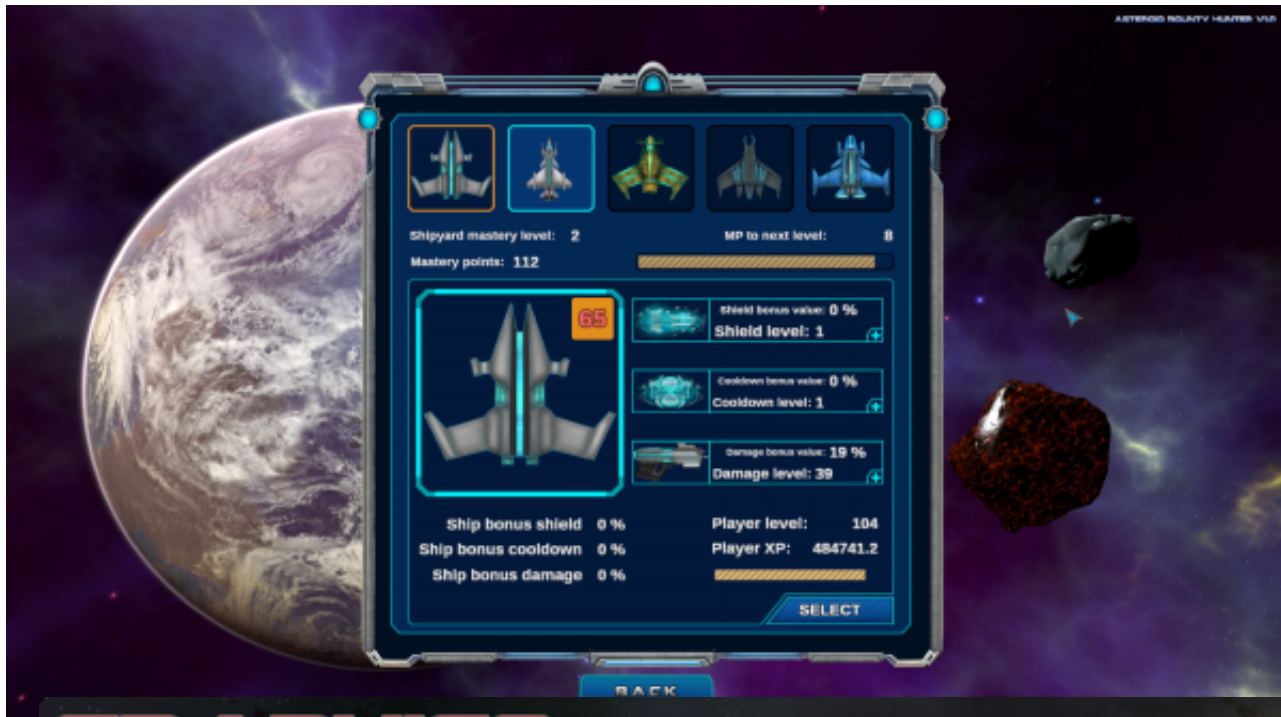 ASTEROID BOUNTY HUNTER V1.0
Shipyard mastery level: 2
MP to next level: 8
Mastery points: 112
65
Shield bonus value: 0 %
Shield level: 1
Cooldown bonus value: 0 %
Cooldown level: 1
Damage bonus value: 19 %
Damage level: 39
Ship bonus shield 0 %
Ship bonus cooldown 0 %
Ship bonus damage 0 %
Player level: 104
Player XP: 484741.2
SELECT
BACK